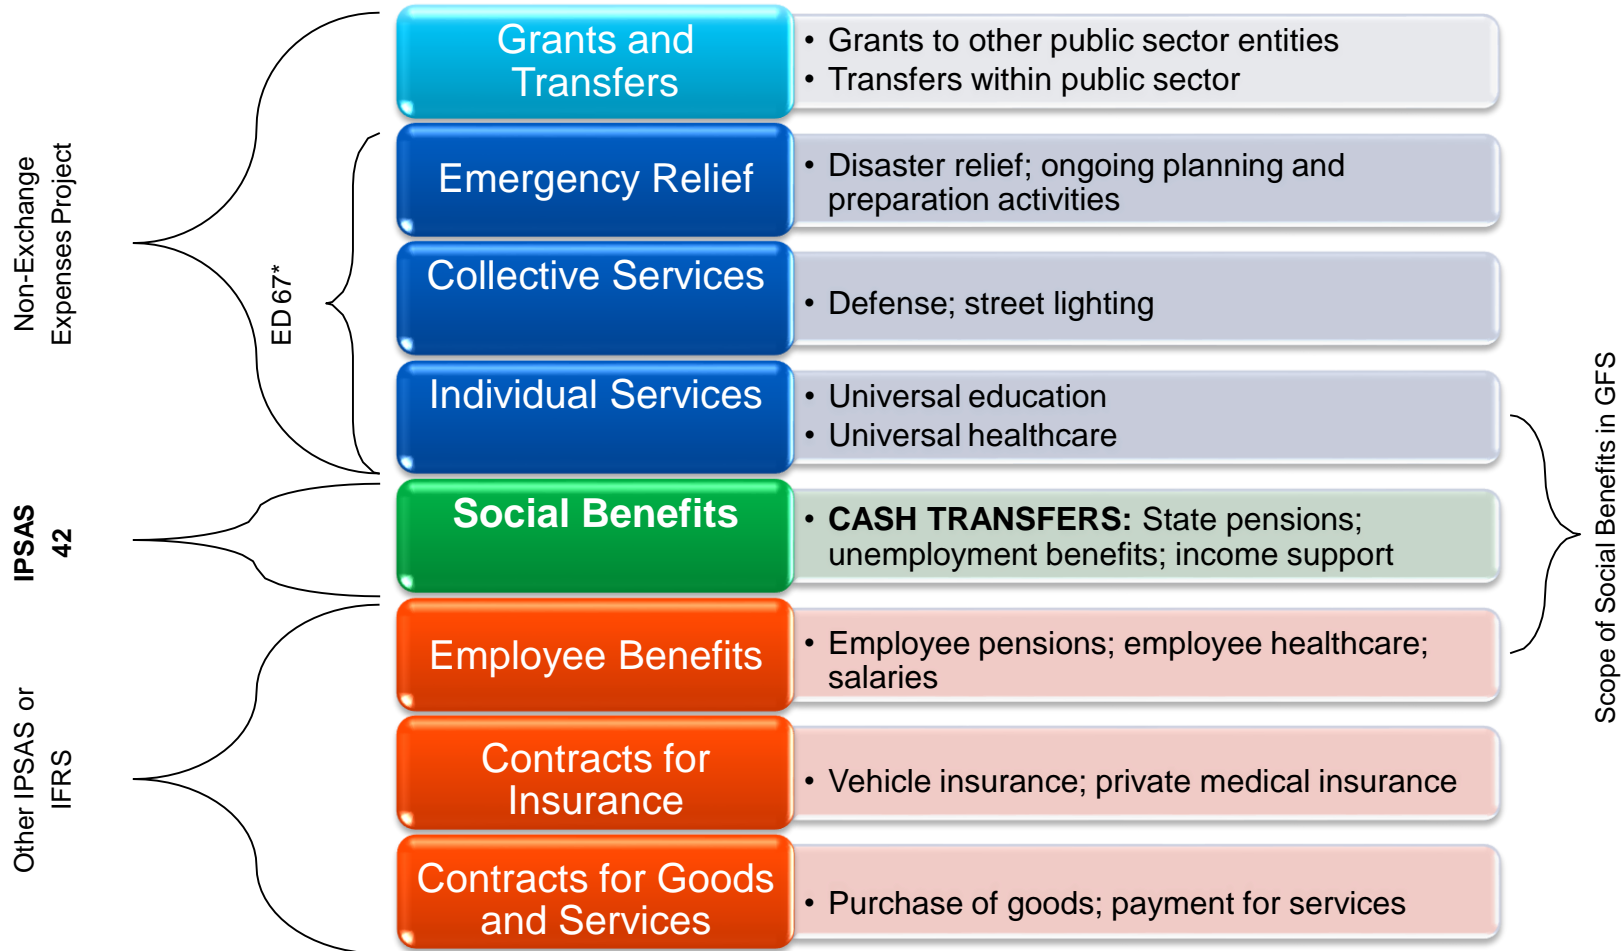 Grants and
Transfers
• Grants to other public sector entities
• Transfers within public sector
Emergency Relief
• Disaster relief; ongoing planning and
preparation activities
Collective Services
• Defense; street lighting
Individual Services
• Universal education
• Universal healthcare
Social Benefits
• CASH TRANSFERS: State pensions;
unemployment benefits; income support
Employee Benefits
• Employee pensions; employee healthcare;
salaries
Contracts for
Insurance
• Vehicle insurance; private medical insurance
Contracts for Goods
and Services
• Purchase of goods; payment for services
Non-Exchange
Expenses Project
ED 67*
IPSAS
42
Other IPSAS or
IFRS
Scope of Social Benefits in GFS